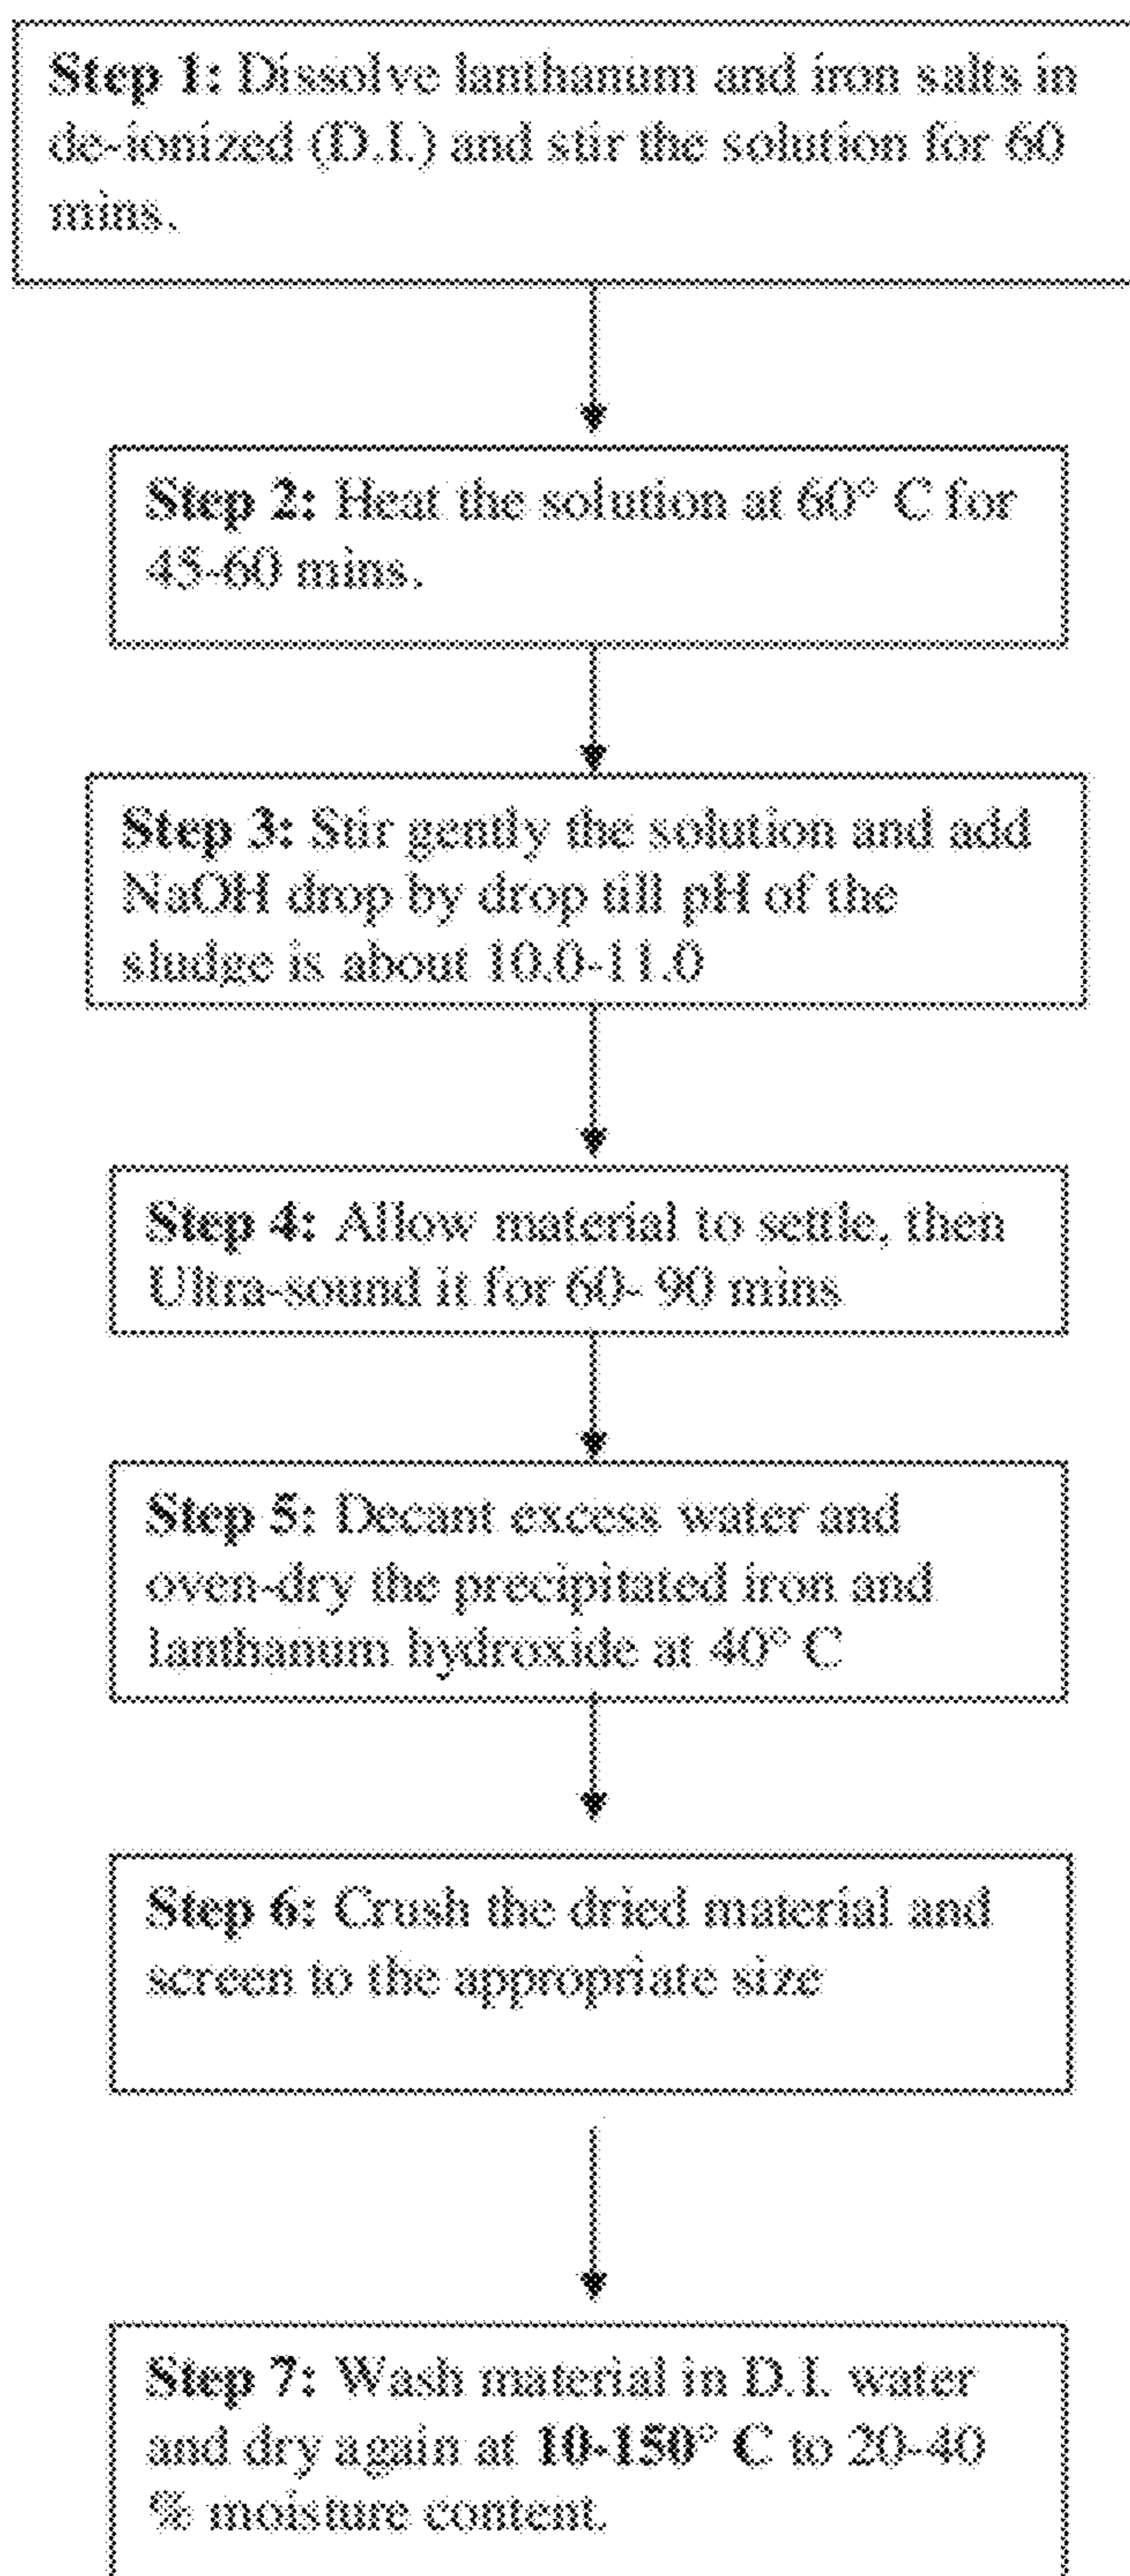 Step 1: Dissolve lanthanum and iron salts in
de-ionized (D.I.) and stir the solution for 60
mins.
Step 2: Heat the solution at 60° C for
45-60 mins.
Step 3: Stir gently the solution and add
NaOH drop by drop till pH of the
sludge is about 10.0-11.0
Step 4: Allow material to settle, then
Ultra-sound it for 60- 90 mins
Step 5: Decant excess water and
oven-dry the precipitated iron and
lanthanum hydroxide at 40° C
Step 6: Crush the dried material and
screen to the appropriate size
Step 7: Wash material in D.I. water
and dry again at 10-150° C to 20-40
% moisture content.